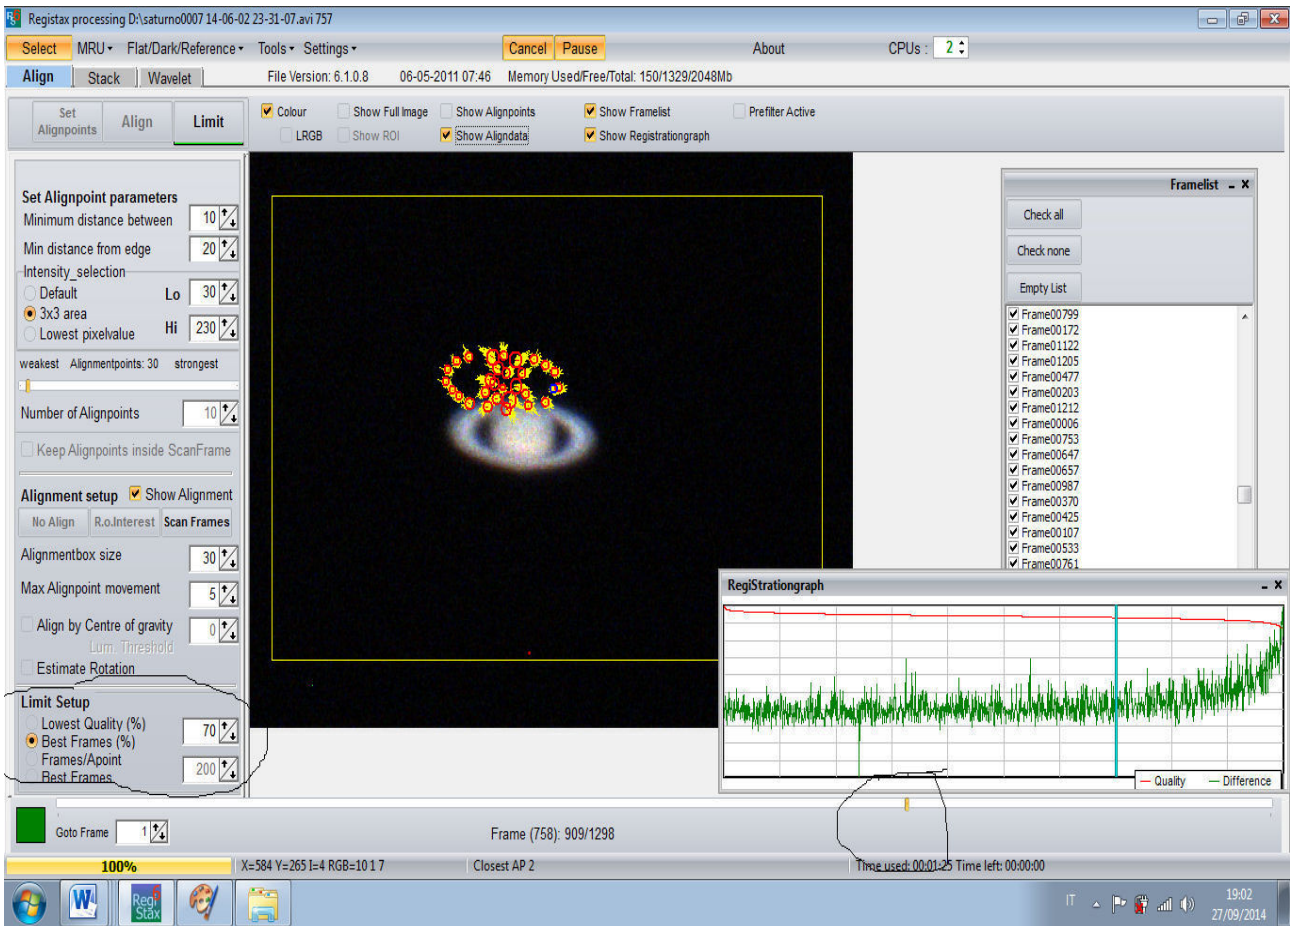 Registax processing D:\saturno0007 14-06-02 23-31-07.avi 757
Select MRU Flat/Dark/Reference Tools Settings Cancel Pause About CPUs : 2
Align Stack Wavelet File Version: 6.1.0.8 06-05-2011 07:46 Memory Used/Free/Total: 150/1329/2048Mb
Set Alignpoints Align Limit
Colour Show Full Image Show Alignpoints Show Framelist Prefilter Active
LRGB Show ROI Show Aligndata Show Registrationgraph
Set Alignpoint parameters
Minimum distance between 10
Min distance from edge 20
Intensity_selection
Default Lo 30
3x3 area
Lowest pixelvalue Hi 230
weakest Alignmentpoints: 30 strongest
Number of Alignpoints 10
Keep Alignpoints inside ScanFrame
Alignment setup Show Alignment
No Align R.o.Interest Scan Frames
Alignmentbox size 30
Max Alignpoint movement 5
Align by Centre of gravity 0
Lum. Threshold
Estimate Rotation
Limit Setup
Lowest Quality (%)
Best Frames (%) 70
Frames/Apoint
Best Frames 200
Framelist
Check all
Check none
Empty List
Frame00799
Frame00172
Frame01122
Frame01205
Frame00477
Frame00203
Frame01212
Frame00006
Frame00753
Frame00647
Frame00657
Frame00987
Frame00370
Frame00425
Frame00107
Frame00533
Frame00761
RegiStrationgraph
Quality Difference
Goto Frame 1 Frame (758): 909/1298
100% X=584 Y=265 I=4 RGB=10 1 7 Closest AP 2 Time used: 00:01:25 Time left: 00:00:00
W Regi Stax IT 19:02
27/09/2014